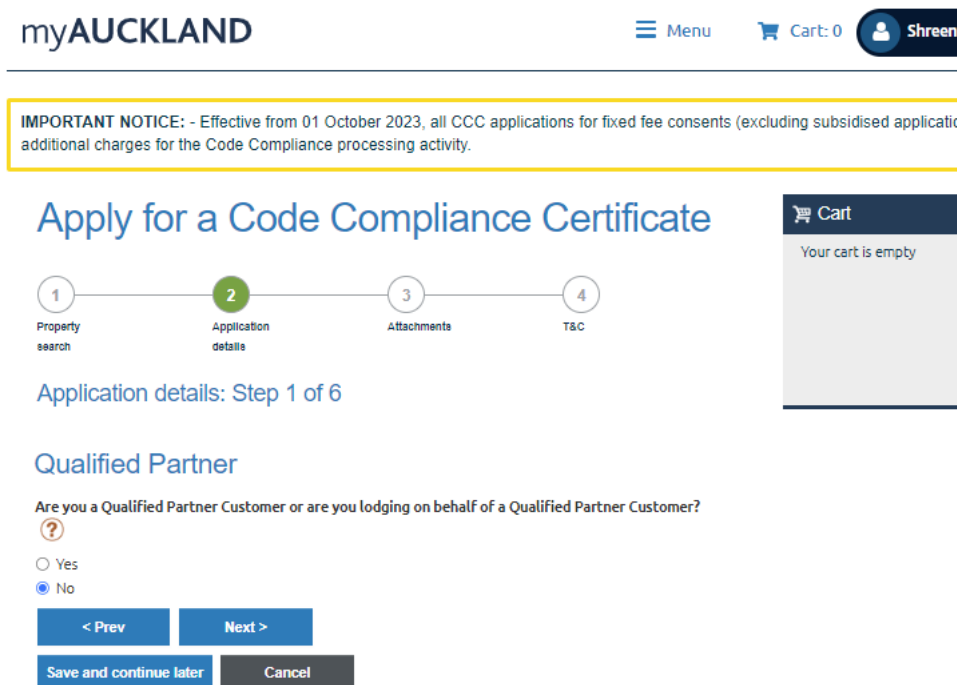 myAUCKLAND
Menu
Cart: 0
Shreen
IMPORTANT NOTICE: - Effective from 01 October 2023, all CCC applications for fixed fee consents (excluding subsidised
additional charges for the Code Compliance processing activity.
Apply for a Code Compliance Certificate
Cart
Your cart is empty
1
2
3
4
Property
search
Application
details
Attachments
T&C
Application details: Step 1 of 6
Qualified Partner
Are you a Qualified Partner Customer or are you lodging on behalf of a Qualified Partner Customer?
?
Yes
No
< Prev
Next >
Save and continue later
Cancel